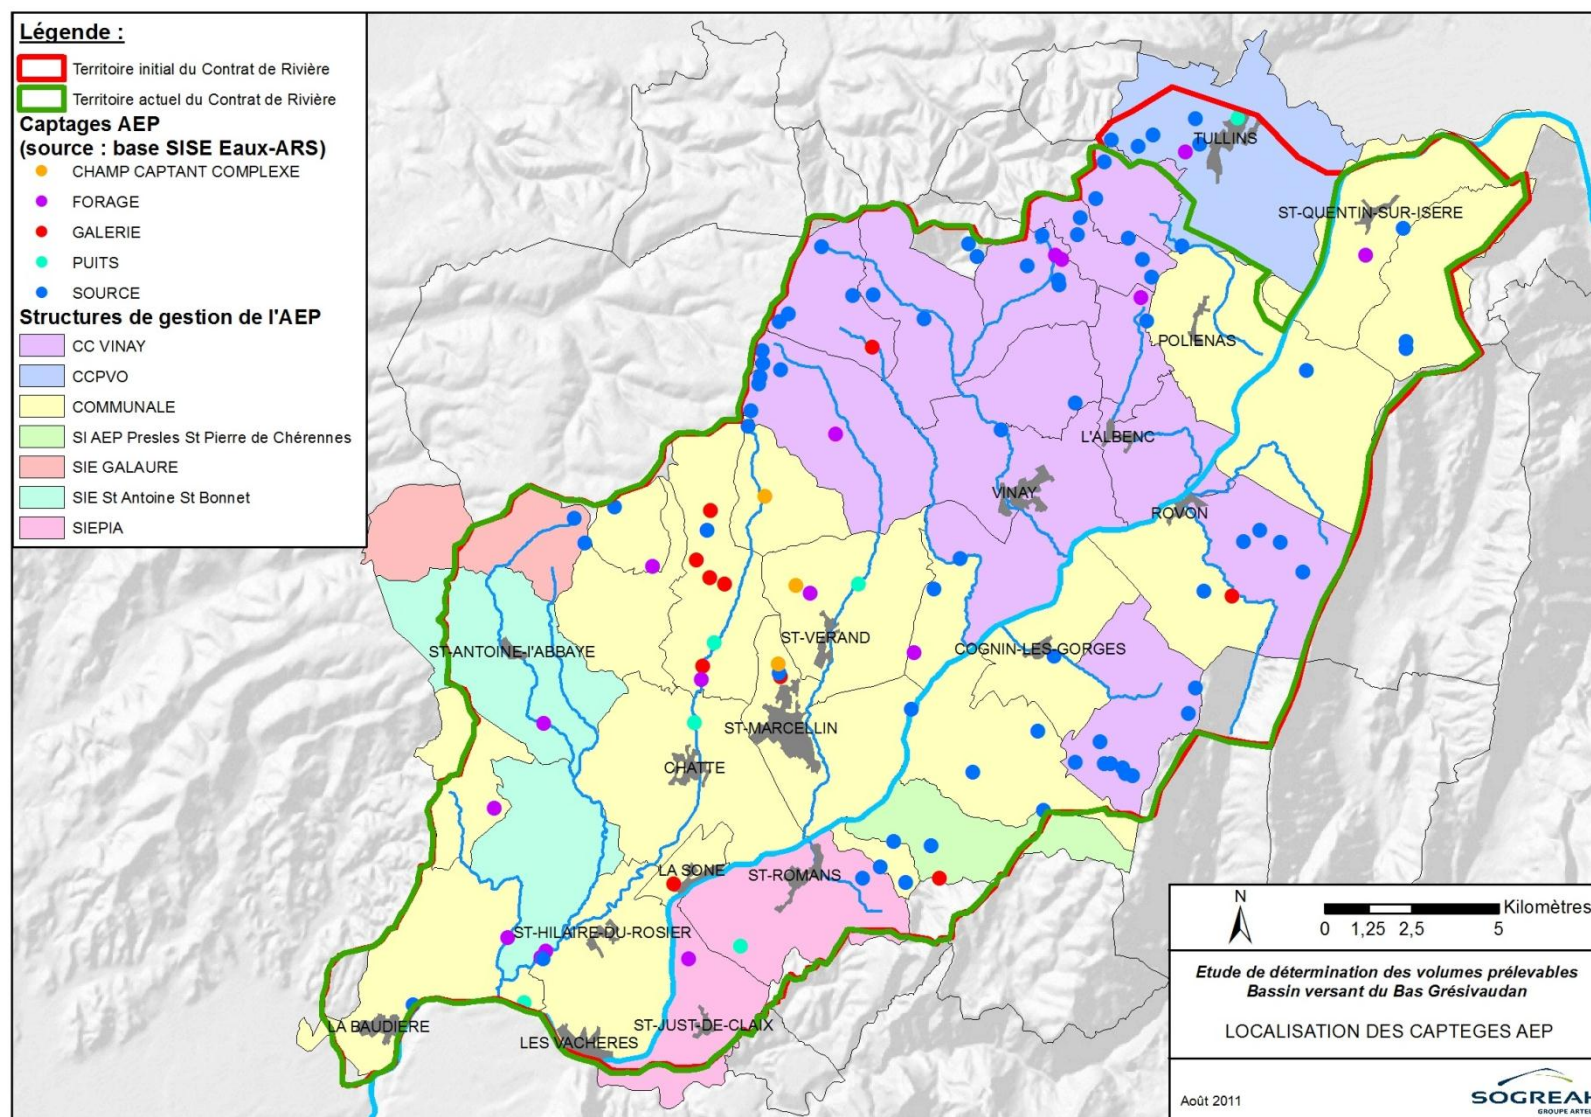 Légende :
Territoire initial du Contrat de Rivière
Territoire actuel du Contrat de Rivière
Captages AEP
(source : base SISE Eaux-ARS)
CHAMP CAPTANT COMPLEXE
FORAGE
GALERIE
PUITS
SOURCE
Structures de gestion de l'AEP
CC VINAY
CCPVO
COMMUNALE
SI AEP Presles St Pierre de Chérennes
SIE GALAURE
SIE St Antoine St Bonnet
SIEPIA
TULLINS
ST-QUENTIN-SUR-ISERE
POLIENAS
L'ALBENC
VINAY
ROVON
ST-VERAND
COGNIN-LES-GORGES
ST-ANTOINE-l'ABBAYE
ST-MARCELLIN
CHATTE
LA SONE
ST-ROMANS
ST-HILAIRE-DU-ROSIER
LA BAUDIERE
LES VACHERES
ST-JUST-DE-CLAIX
N
Kilomètres
0 1,25 2,5 5
Etude de détermination des volumes prélevables
Bassin versant du Bas Grésivaudan
LOCALISATION DES CAPTEGES AEP
Août 2011
SOGREAH
GROUPE ARTELIA